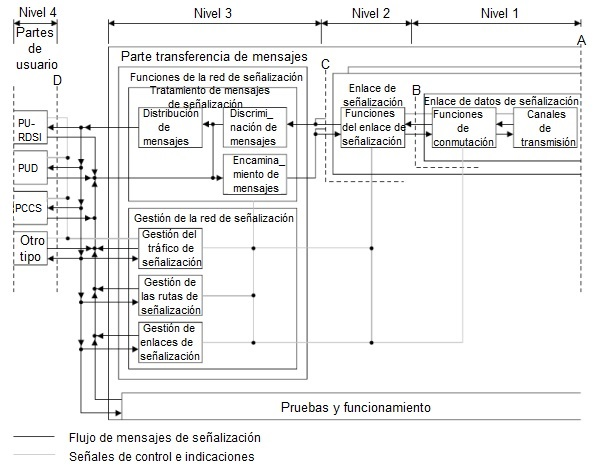 Nivel 4
Nivel 3
Nivel 2
Nivel 1
Partes
de
usuario
D
Parte transferencia de mensajes
A
C
B
Funciones de la red de señalización
Tratamiento de mensajes
de señalización
Distribución
de
mensajes
Discrimi_
nación de
mensajes
Encamina_
miento de
mensajes
Enlace de
señalización
Funciones
del enlace de
señalización
Enlace de datos de señalización
Funciones
de
conmutación
Canales
de
transmisión
PU-
RDSI
PUD
PCCS
Otro
tipo
Gestión de la red de señalización
Gestión del
tráfico de
señalización
Gestión de
las rutas de
señalización
Gestión de
enlaces de
señalización
Pruebas y funcionamiento
Flujo de mensajes de señalización
Señales de control e indicaciones